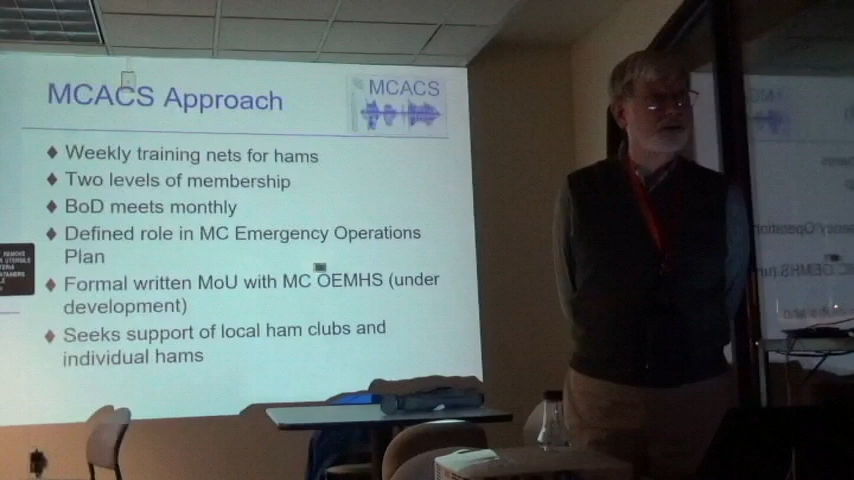 MCACS Approach
MCACS
Weekly training nets for hams
Two levels of membership
BoD meets monthly
Defined role in MC Emergency Operations
Plan
Formal written MoU with MC OEMHS (under
development)
Seeks support of local ham clubs and
individual hams
REMOVE